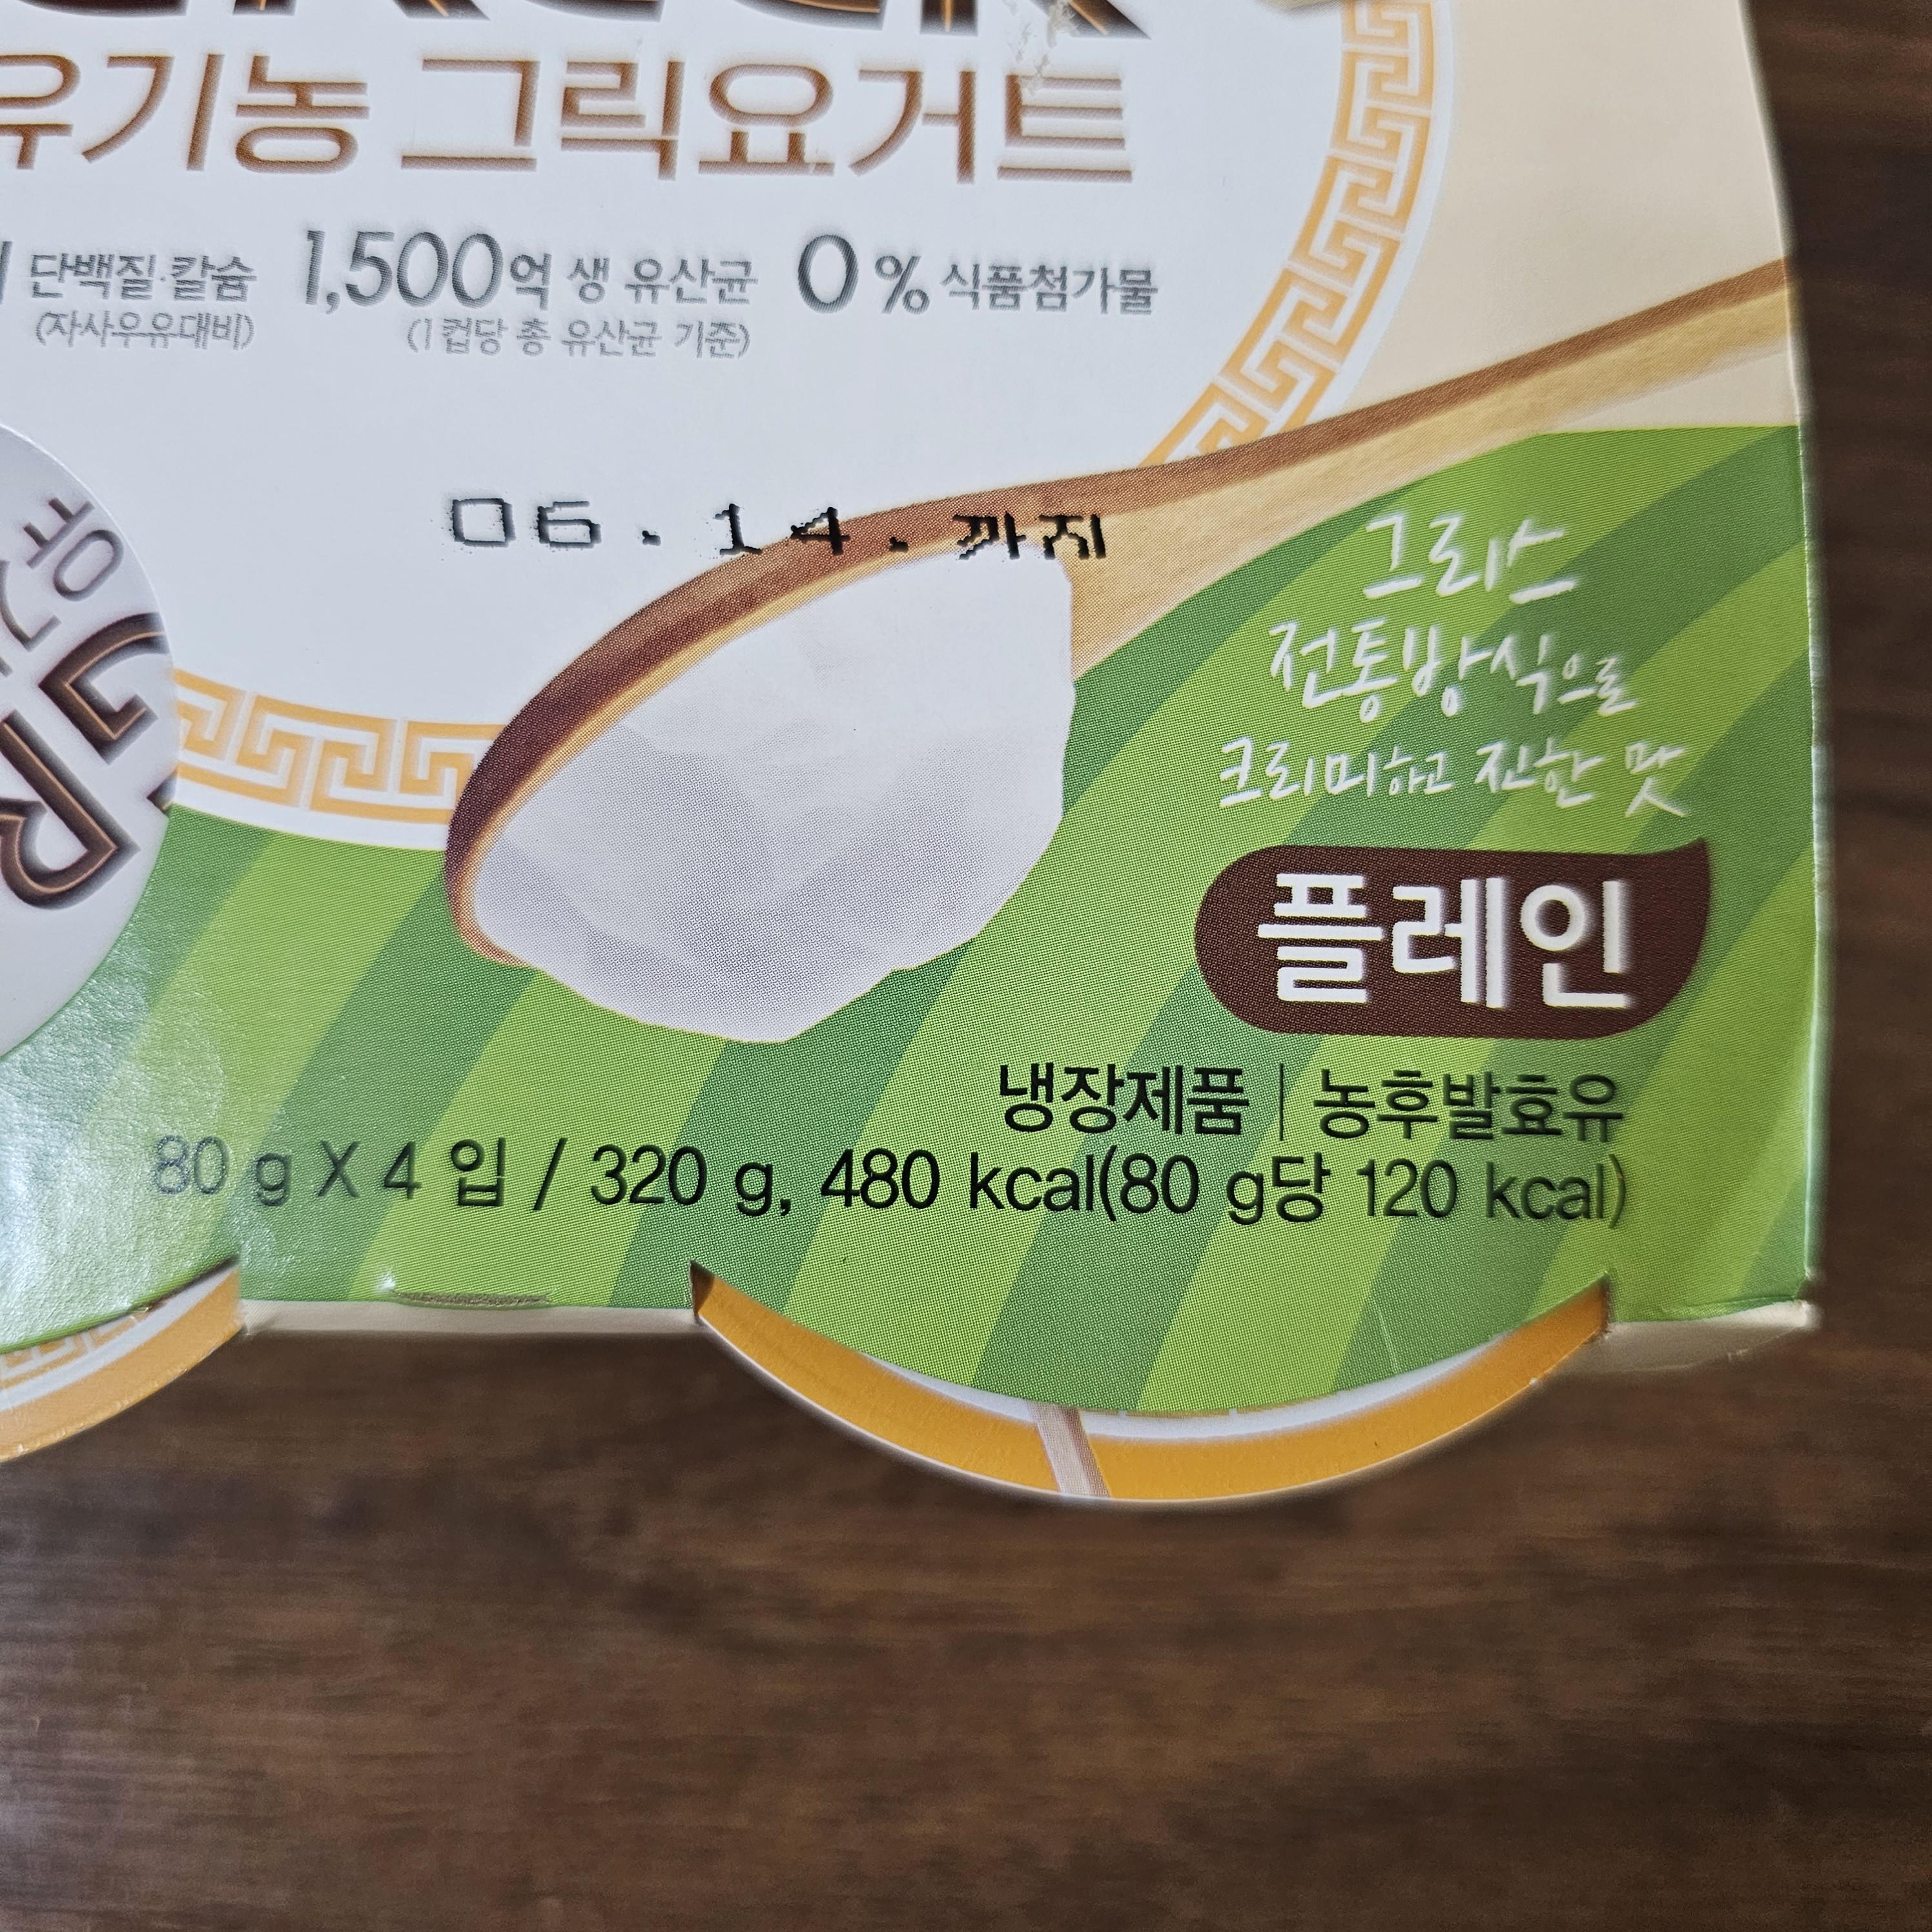 유기농 그릭요거트
단백질·칼슘 1,500억 생 유산균 0% 식품첨가물
(자사우유대비) (1컵당 총 유산균 기준)
06.14.까지
그리스
전통방식으로
크리미하고 진한 맛
플레인
냉장제품 | 농후발효유
80 g X 4 입 / 320 g, 480 kcal(80 g당 120 kcal)